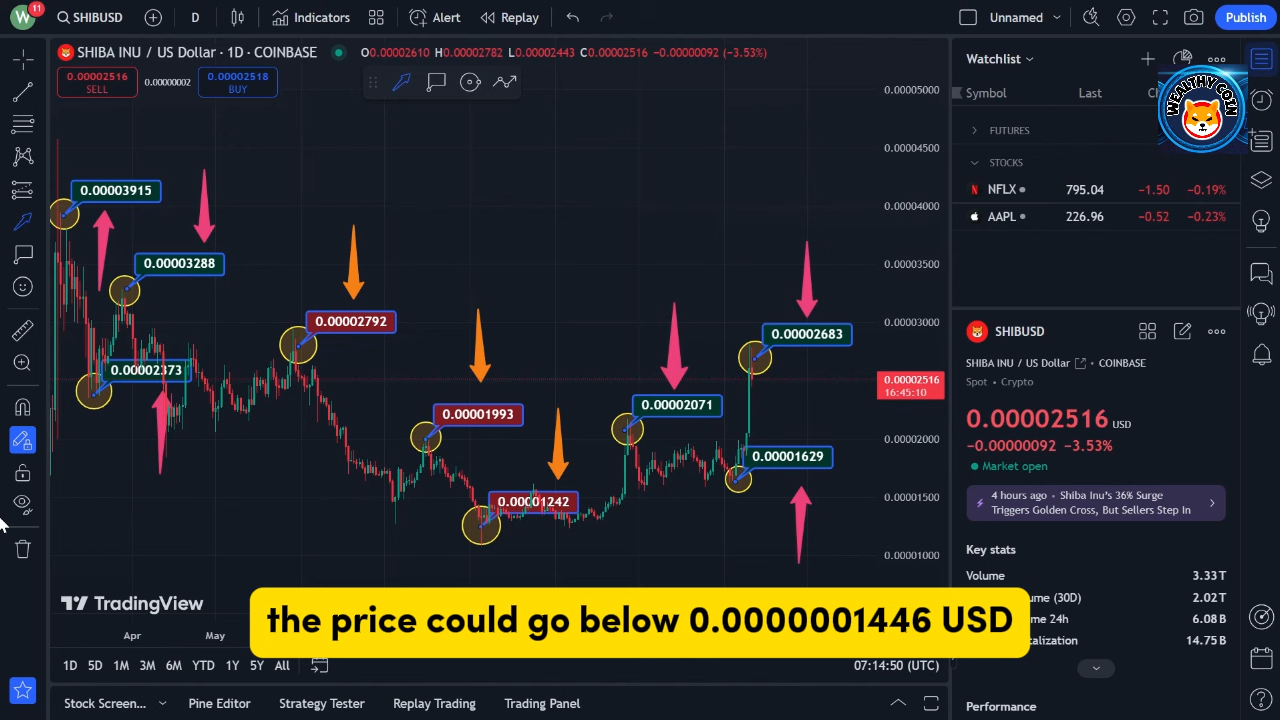 W
11
SHIBUSD
D
Indicators
Alert
Replay
Unnamed
Publish
SHIBA INU / US Dollar · 1D · COINBASE
O0.00002610 H0.00002782 L0.00002443 C0.00002516 −0.00000092 (−3.53%)
0.00002516
SELL
0.00000002
0.00002518
BUY
0.00003915
0.00003288
0.00002373
0.00002792
0.00001993
0.00001242
0.00002071
0.00002683
0.00001629
0.00005000
0.00004500
0.00004000
0.00003500
0.00003000
0.00002516
16:45:10
0.00002000
0.00001500
0.00001000
TradingView
the price could go below 0.0000001446 USD
Apr
May
1D 5D 1M 3M 6M YTD 1Y 5Y All
07:14:50 (UTC)
Stock Screen...
Pine Editor
Strategy Tester
Replay Trading
Trading Panel
Watchlist
WEALTHY COIN
Symbol
Last
FUTURES
STOCKS
NFLX 795.04 −1.50 −0.19%
AAPL 226.96 −0.52 −0.23%
SHIBUSD
SHIBA INU / US Dollar · COINBASE
Spot · Crypto
0.00002516 USD
−0.00000092 −3.53%
Market open
4 hours ago · Shiba Inu's 36% Surge
Triggers Golden Cross, But Sellers Step In
Key stats
Volume 3.33T
(30D) 2.02T
24h 6.08B
14.75B
Performance